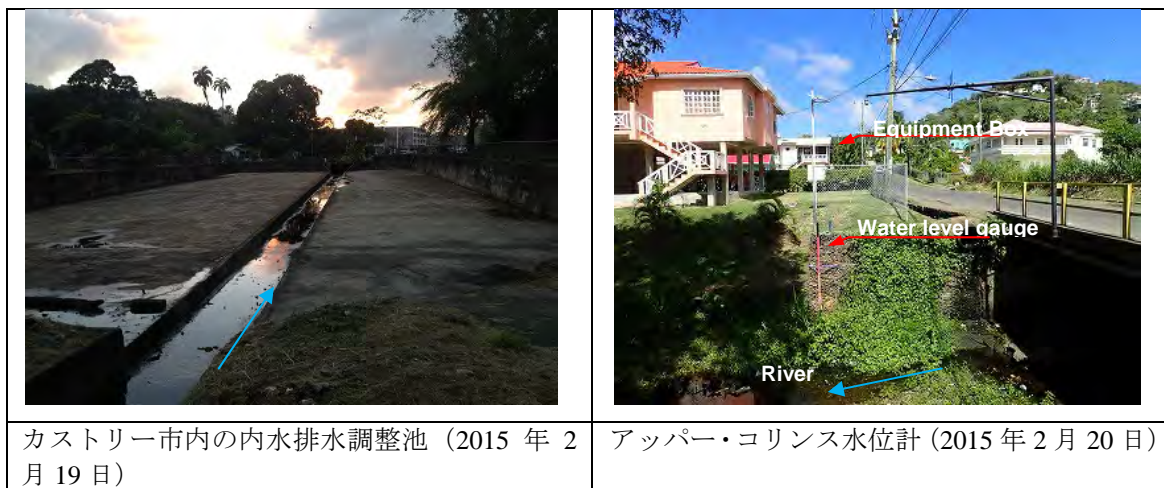 Equipment Box
Water level gauge
River
カストリー市内の内水排水調整池（2015 年 2
月 19 日）
アッパー・コリンス水位計（2015 年 2 月 20 日）